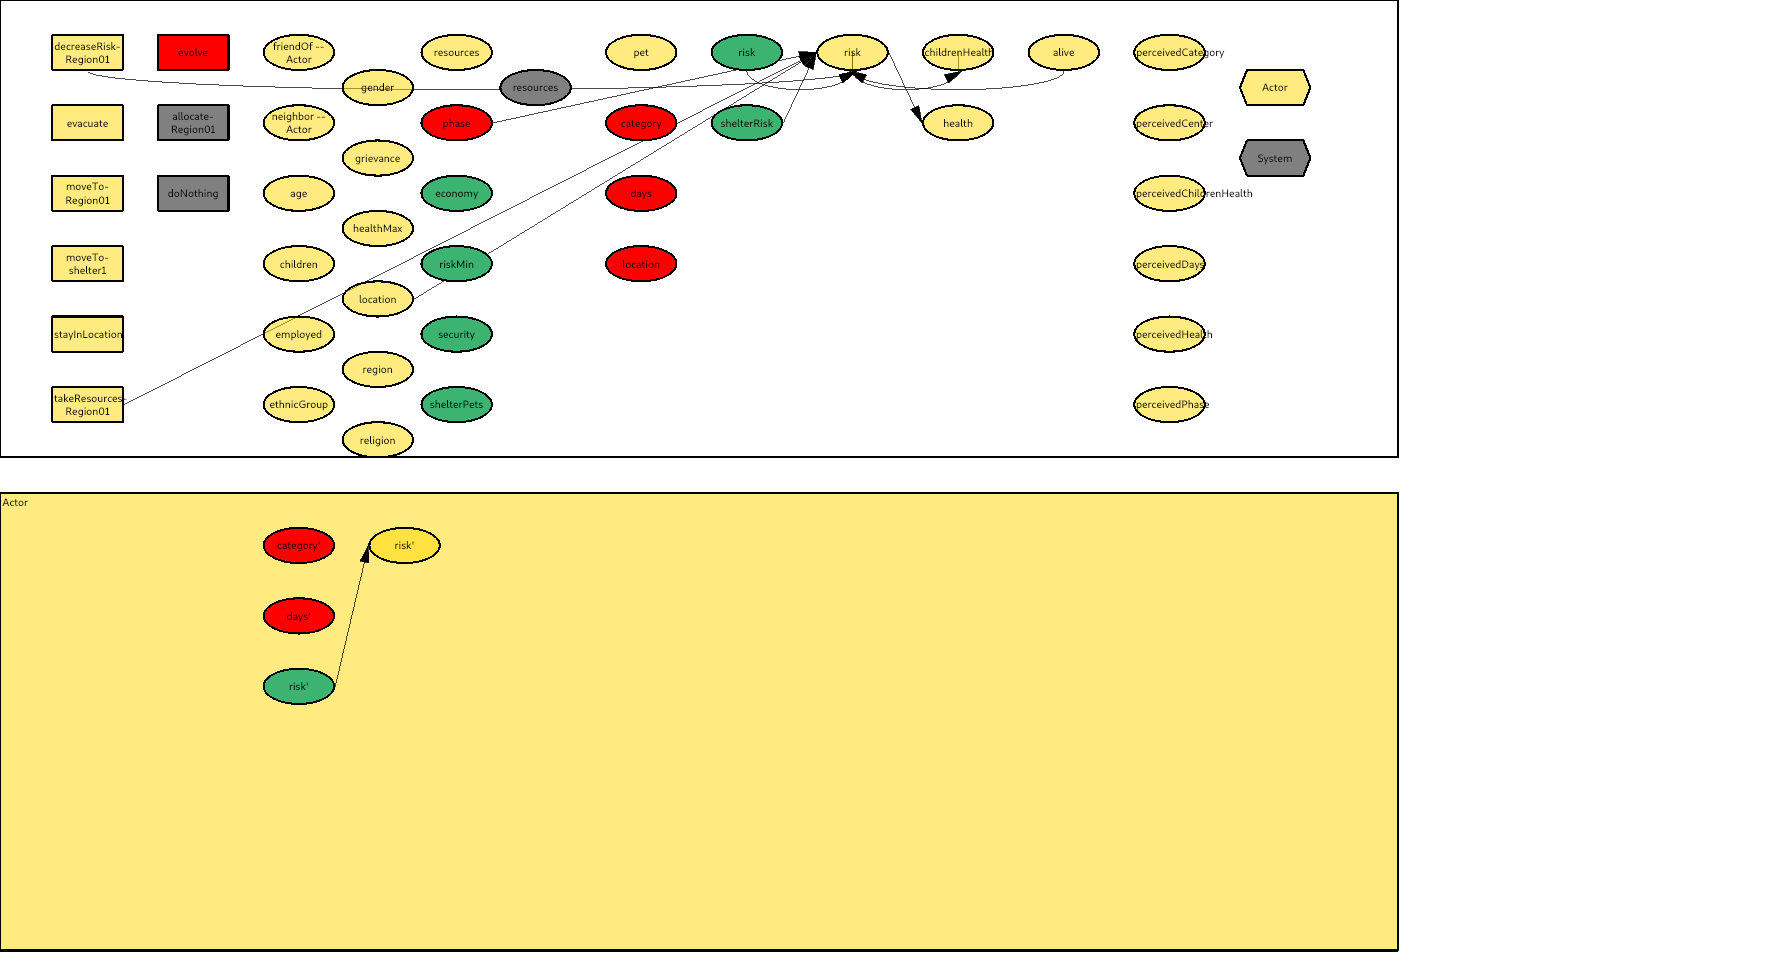 decreaseRisk-
Region01
evolve
friendOf --
Actor
resources
pet
risk
risk
childrenHealth
alive
perceivedCategory
gender
resources
Actor
evacuate
allocate-
Region01
neighbor --
Actor
phase
category
shelterRisk
health
perceivedCenter
grievance
System
moveTo-
Region01
doNothing
age
economy
days
perceivedChildrenHealth
healthMax
moveTo-
shelter1
children
riskMin
location
perceivedDays
location
stayInLocation
employed
security
perceivedHealth
region
takeResources-
Region01
ethnicGroup
shelterPets
perceivedPhase
religion
Actor
category'
risk'
days'
risk'